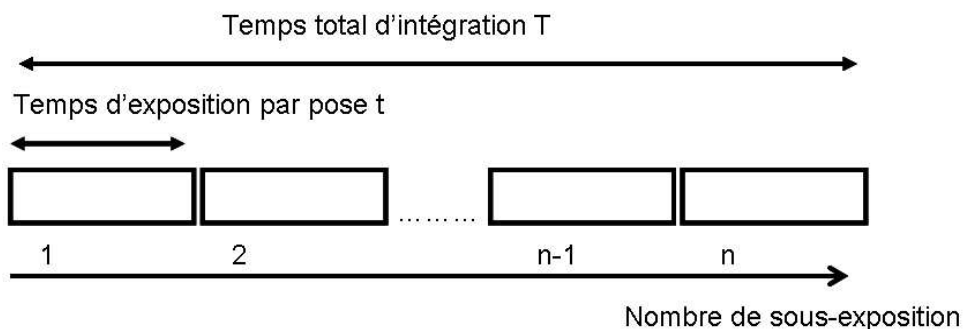 Temps total d'intégration T
Temps d'exposition par pose t
………
1 2 n-1 n
Nombre de sous-exposition